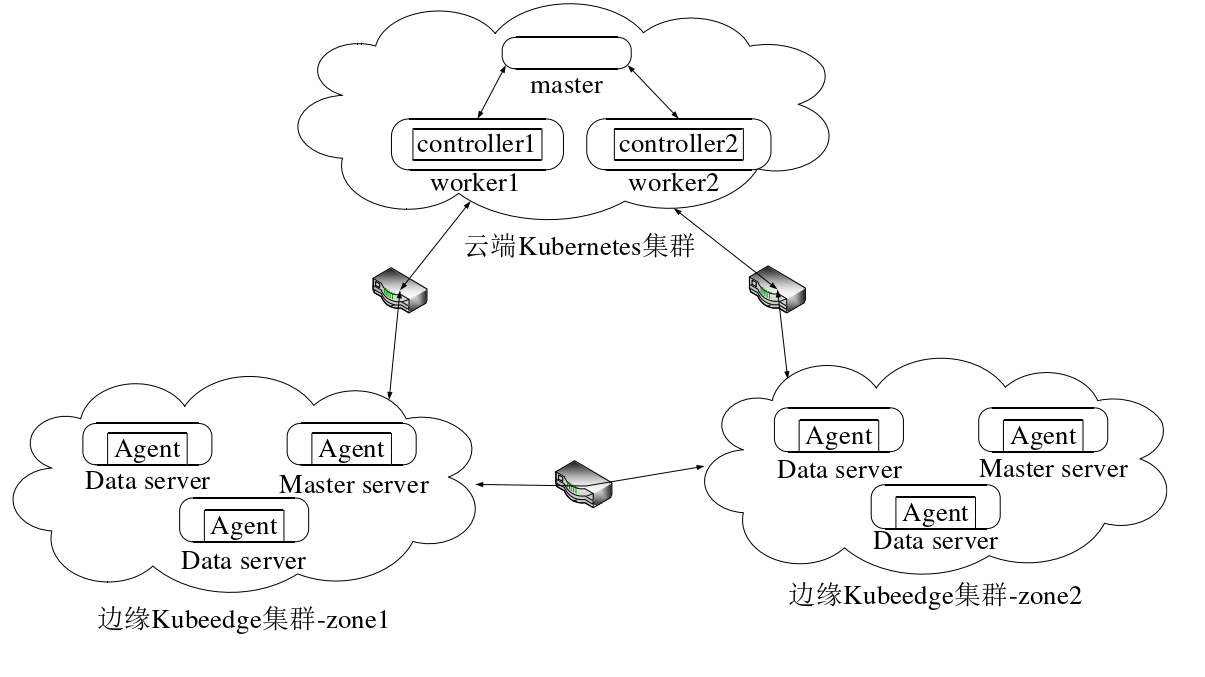 master
controller1
controller2
worker1
worker2
云端Kubernetes集群
Agent
Data server
Agent
Master server
Agent
Data server
边缘Kubeedge集群-zone1
Agent
Data server
Agent
Master server
Agent
Data server
边缘Kubeedge集群-zone2